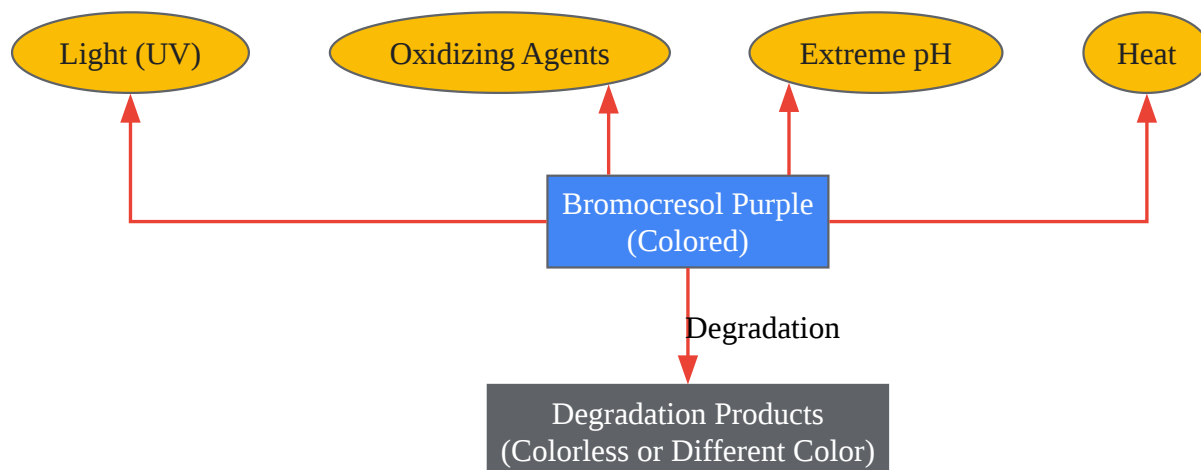 Light (UV)
Oxidizing Agents
Extreme pH
Heat
Bromocresol Purple
(Colored)
Degradation
Degradation Products
(Colorless or Different Color)